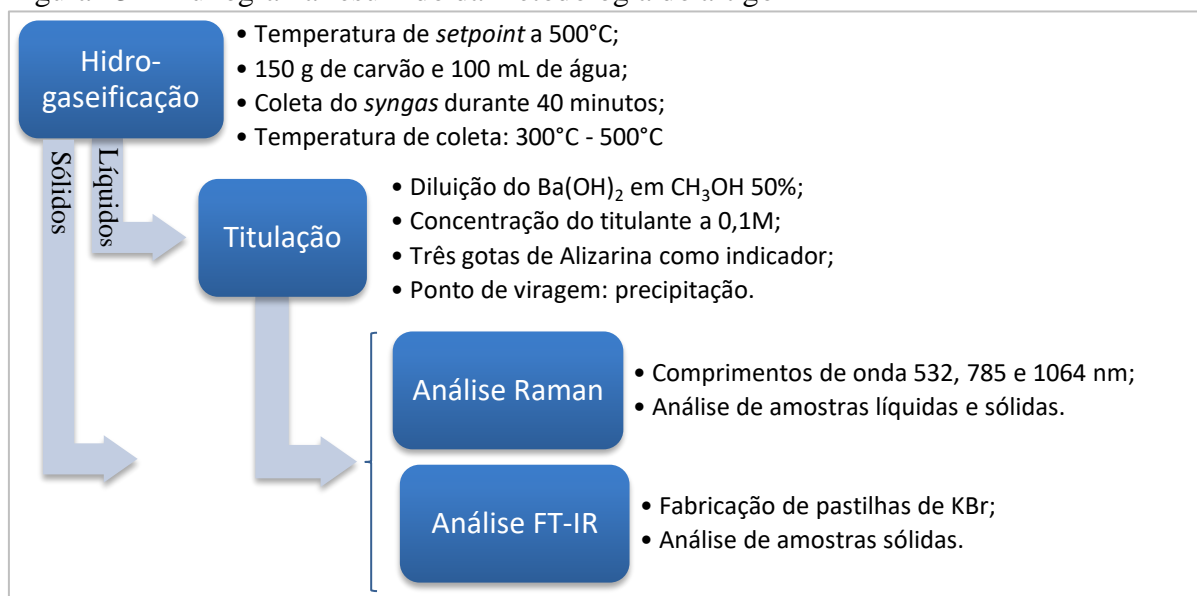 Hidro-
gaseificação
• Temperatura de setpoint a 500°C;
• 150 g de carvão e 100 mL de água;
• Coleta do syngas durante 40 minutos;
• Temperatura de coleta: 300°C - 500°C
Sólidos
Líquidos
Titulação
• Diluição do Ba(OH)₂ em CH₃OH 50%;
• Concentração do titulante a 0,1M;
• Três gotas de Alizarina como indicador;
• Ponto de viragem: precipitação.
Análise Raman
• Comprimentos de onda 532, 785 e 1064 nm;
• Análise de amostras líquidas e sólidas.
Análise FT-IR
• Fabricação de pastilhas de KBr;
• Análise de amostras sólidas.